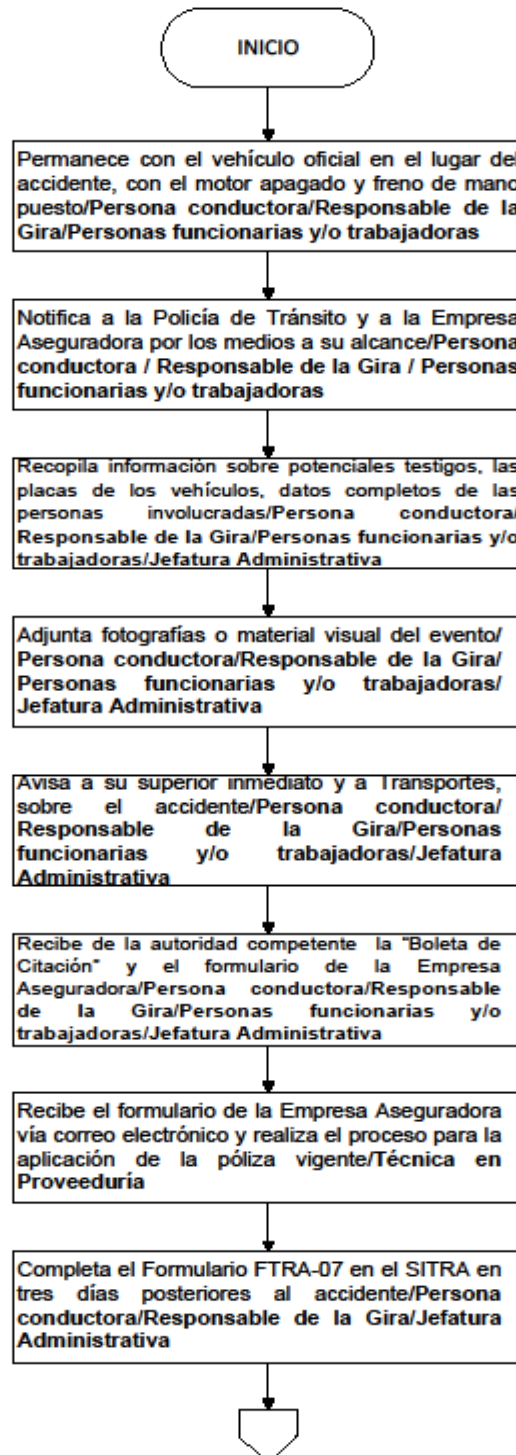 INICIO
Permanece con el vehículo oficial en el lugar del
accidente, con el motor apagado y freno de mano
puesto/Persona conductora/Responsable de la
Gira/Personas funcionarias y/o trabajadoras
Notifica a la Policía de Tránsito y a la Empresa
Aseguradora por los medios a su alcance/Persona
conductora / Responsable de la Gira / Personas
funcionarias y/o trabajadoras
Recopila información sobre potenciales testigos, las
placas de los vehículos, datos completos de las
personas involucradas/Persona conductora/
Responsable de la Gira/Personas funcionarias y/o
trabajadoras/Jefatura Administrativa
Adjunta fotografías o material visual del evento/
Persona conductora/Responsable de la Gira/
Personas funcionarias y/o trabajadoras/
Jefatura Administrativa
Avisa a su superior inmediato y a Transportes,
sobre el accidente/Persona conductora/
Responsable de la Gira/Personas
funcionarias y/o trabajadoras/Jefatura
Administrativa
Recibe de la autoridad competente la "Boleta de
Citación" y el formulario de la Empresa
Aseguradora/Persona conductora/Responsable
de la Gira/Personas funcionarias y/o
trabajadoras/Jefatura Administrativa
Recibe el formulario de la Empresa Aseguradora
vía correo electrónico y realiza el proceso para la
aplicación de la póliza vigente/Técnica en
Proveeduría
Completa el Formulario FTRA-07 en el SITRA en
tres días posteriores al accidente/Persona
conductora/Responsable de la Gira/Jefatura
Administrativa